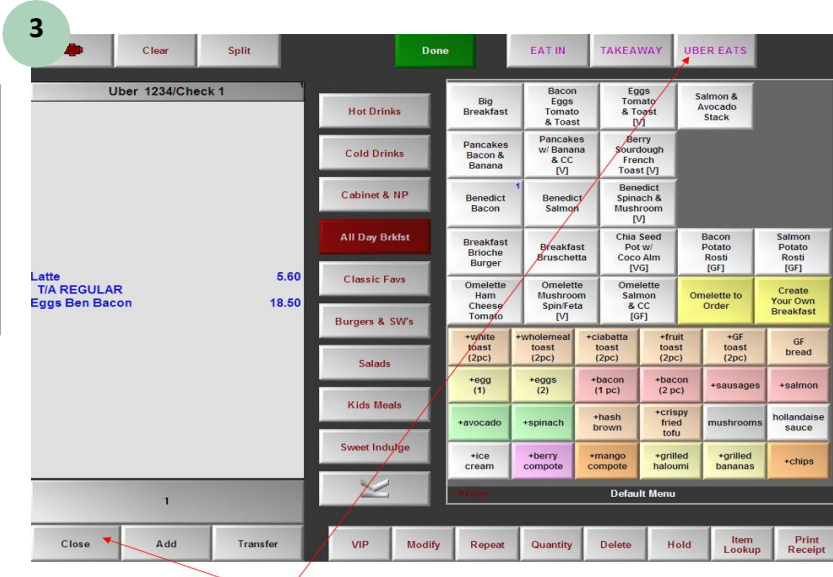 3
Clear
Split
Done
EAT IN
TAKEAWAY
UBER EATS
Uber 1234/Check 1
1
Latte 5.60
T/A REGULAR
Eggs Ben Bacon 18.50
1
Close
Add
Transfer
Hot Drinks
Cold Drinks
Cabinet & NP
All Day Brkfst
Classic Favs
Burgers & SW's
Salads
Kids Meals
Sweet Indulge
Big
Breakfast
Bacon
Eggs
Tomato
& Toast
Eggs
Tomato
& Toast
[V]
Salmon &
Avocado
Stack
Pancakes
Bacon &
Banana
Pancakes
w/ Banana
& CC
[V]
Berry
Sourdough
French
Toast [V]
Benedict
Bacon
1
Benedict
Salmon
Benedict
Spinach &
Mushroom
[V]
Breakfast
Brioche
Burger
Breakfast
Bruschetta
Chia Seed
Pot w/
Coco Alm
[VG]
Bacon
Potato
Rosti
[GF]
Salmon
Potato
Rosti
[GF]
Omelette
Ham
Cheese
Tomato
Omelette
Mushroom
Spin/Feta
[V]
Omelette
Salmon
& CC
[GF]
Omelette to
Order
Create
Your Own
Breakfast
+white
toast
(2pc)
+wholemeal
toast
(2pc)
+ciabatta
toast
(2pc)
+fruit
toast
(2pc)
+GF
toast
(2pc)
GF
bread
+egg
(1)
+eggs
(2)
+bacon
(1 pc)
+bacon
(2 pc)
+sausages
+salmon
+avocado
+spinach
+hash
brown
+crispy
fried
tofu
mushrooms
hollandaise
sauce
+ice
cream
+berry
compote
+mango
compote
+grilled
haloumi
+grilled
bananas
+chips
Default Menu
VIP
Modify
Repeat
Quantity
Delete
Hold
Item
Lookup
Print
Receipt